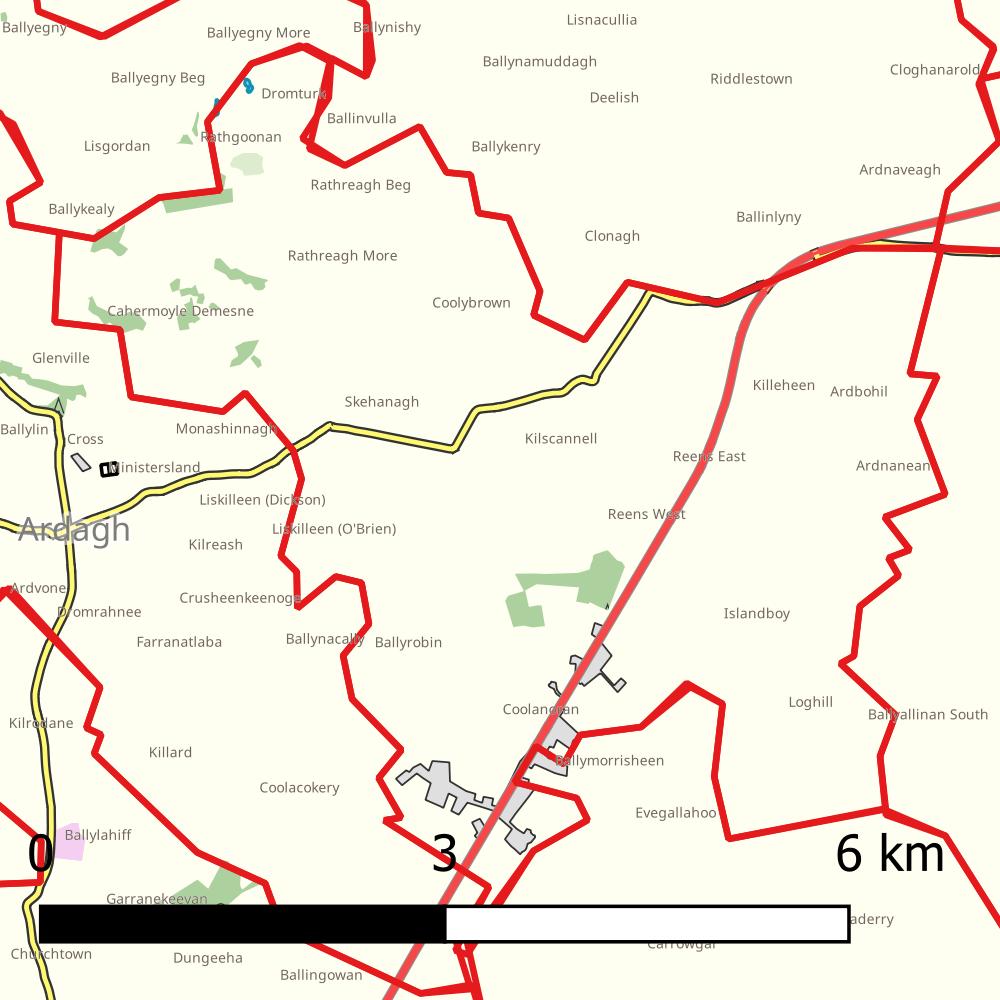 Lisnacullia
Ballyegny
Ballyegny More
Ballynishy
Ballynamuddagh
Cloghanarold
Ballyegny Beg
Riddlestown
Dromturk
Deelish
Ballinvulla
Rathgoonan
Lisgordan
Ballykenry
Ardnaveagh
Rathreagh Beg
Ballykealy
Ballinlyny
Clonagh
Rathreagh More
Coolybrown
Cahermoyle Demesne
Glenville
Killeheen
Ardbohil
Skehanagh
Ballylin
Monashinnagh
Cross
Kilscannell
Reens East
Ministersland
Ardnanean
Liskilleen (Dickson)
Reens West
Ardagh
Liskilleen (O'Brien)
Kilreash
Ardvone
Crusheenkeenoge
Dromrahnee
Islandboy
Farranatlaba
Ballynacally
Ballyrobin
Loghill
Coolanoran
Ballyallinan South
Kilrodane
Killard
Ballymorrisheen
Coolacokery
Evegallahoo
Ballylahiff
0
3
6 km
Garranekeevan
aderry
Carrowgar
Churchtown
Dungeeha
Ballingowan